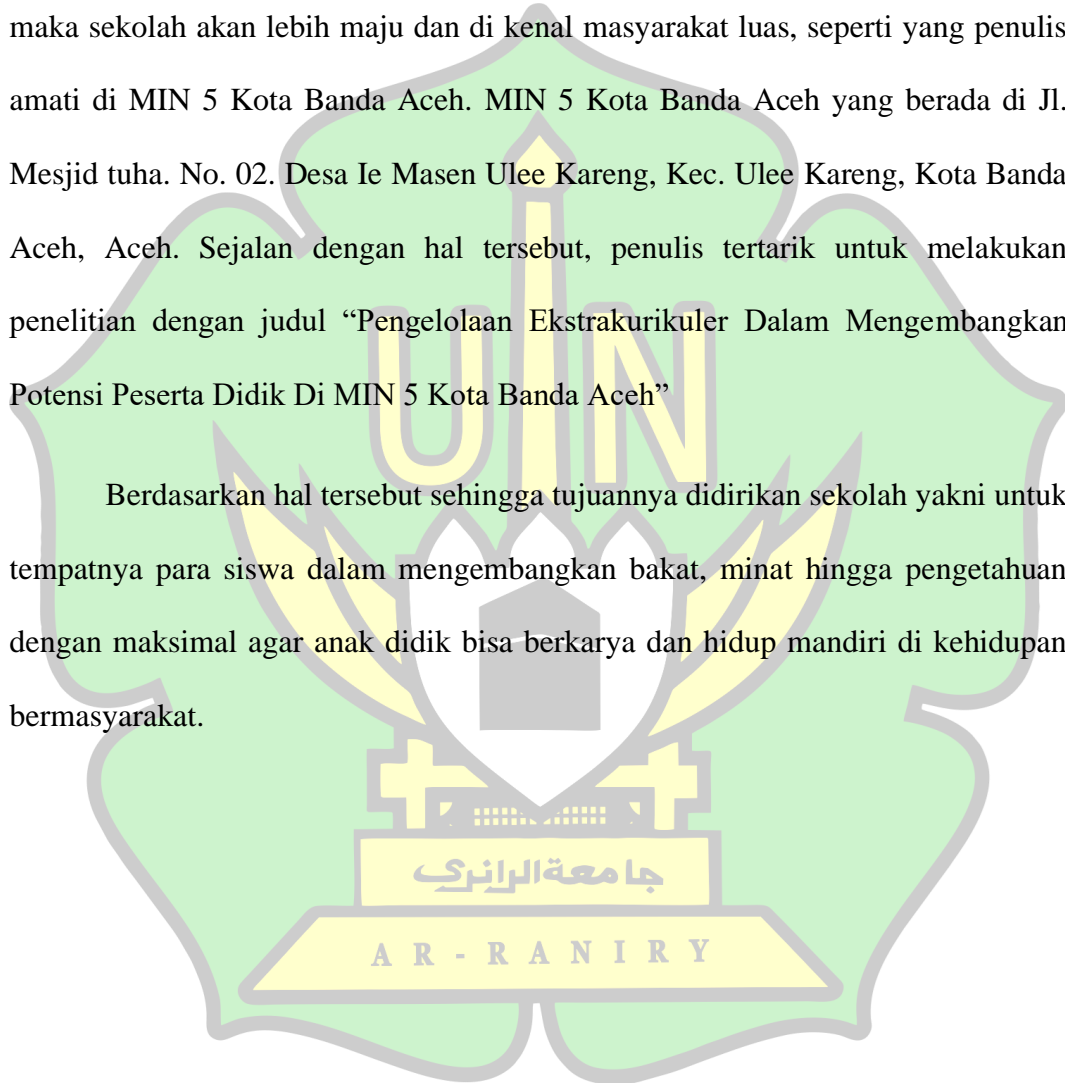 maka sekolah akan lebih maju dan di kenal masyarakat luas, seperti yang penulis
amati di MIN 5 Kota Banda Aceh. MIN 5 Kota Banda Aceh yang berada di Jl.
Mesjid tuha. No. 02. Desa Ie Masen Ulee Kareng, Kec. Ulee Kareng, Kota Banda
Aceh, Aceh. Sejalan dengan hal tersebut, penulis tertarik untuk melakukan
penelitian dengan judul “Pengelolaan Ekstrakurikuler Dalam Mengembangkan
Potensi Peserta Didik Di MIN 5 Kota Banda Aceh”
UIN
Berdasarkan hal tersebut sehingga tujuannya didirikan sekolah yakni untuk
tempatnya para siswa dalam mengembangkan bakat, minat hingga pengetahuan
dengan maksimal agar anak didik bisa berkarya dan hidup mandiri di kehidupan
bermasyarakat.
جامعة الرانري
AR-RANIRY